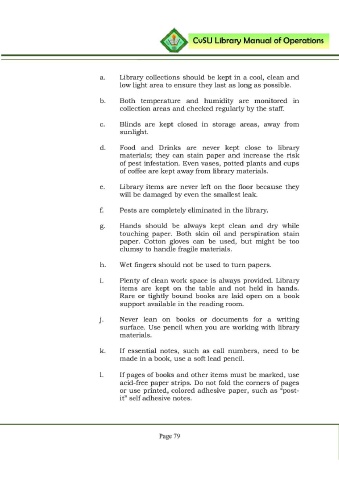 CvSU Library Manual of Operations
a. Library collections should be kept in a cool, clean and
low light area to ensure they last as long as possible.
b. Both temperature and humidity are monitored in
collection areas and checked regularly by the staff.
c. Blinds are kept closed in storage areas, away from
sunlight.
d. Food and Drinks are never kept close to library
materials; they can stain paper and increase the risk
of pest infestation. Even vases, potted plants and cups
of coffee are kept away from library materials.
e. Library items are never left on the floor because they
will be damaged by even the smallest leak.
f. Pests are completely eliminated in the library.
g. Hands should be always kept clean and dry while
touching paper. Both skin oil and perspiration stain
paper. Cotton gloves can be used, but might be too
clumsy to handle fragile materials.
h. Wet fingers should not be used to turn papers.
i. Plenty of clean work space is always provided. Library
items are kept on the table and not held in hands.
Rare or tightly bound books are laid open on a book
support available in the reading room.
j. Never lean on books or documents for a writing
surface. Use pencil when you are working with library
materials.
k. If essential notes, such as call numbers, need to be
made in a book, use a soft lead pencil.
l. If pages of books and other items must be marked, use
acid-free paper strips. Do not fold the corners of pages
or use printed, colored adhesive paper, such as "post-
it" self adhesive notes.
Page 79